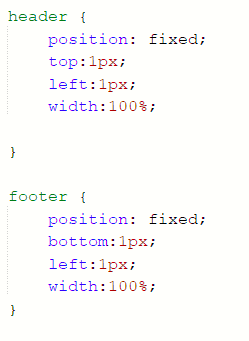 header {
position: fixed;
top:1px;
left:1px;
width:100%;
}
footer {
position: fixed;
bottom:1px;
left:1px;
width:100%;
}